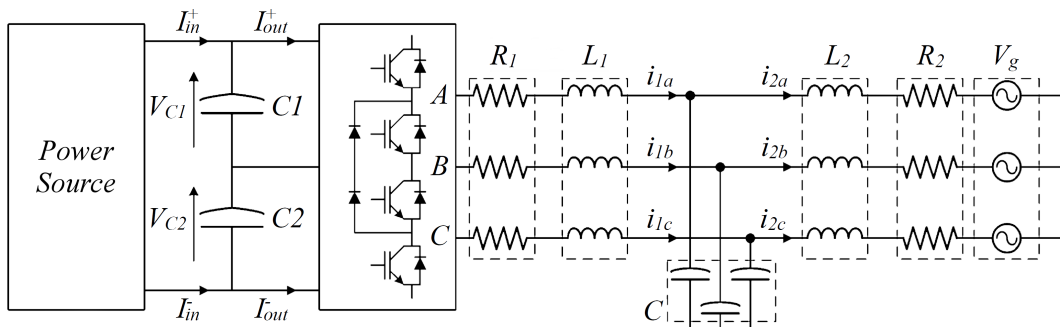 I⁺in I⁺out
R1 L1 i1a i2a L2 R2 Vg
A
VC1 C1
Power
Source
B i1b i2b
VC2 C2
C i1c i2c
I⁻in I⁻out
C